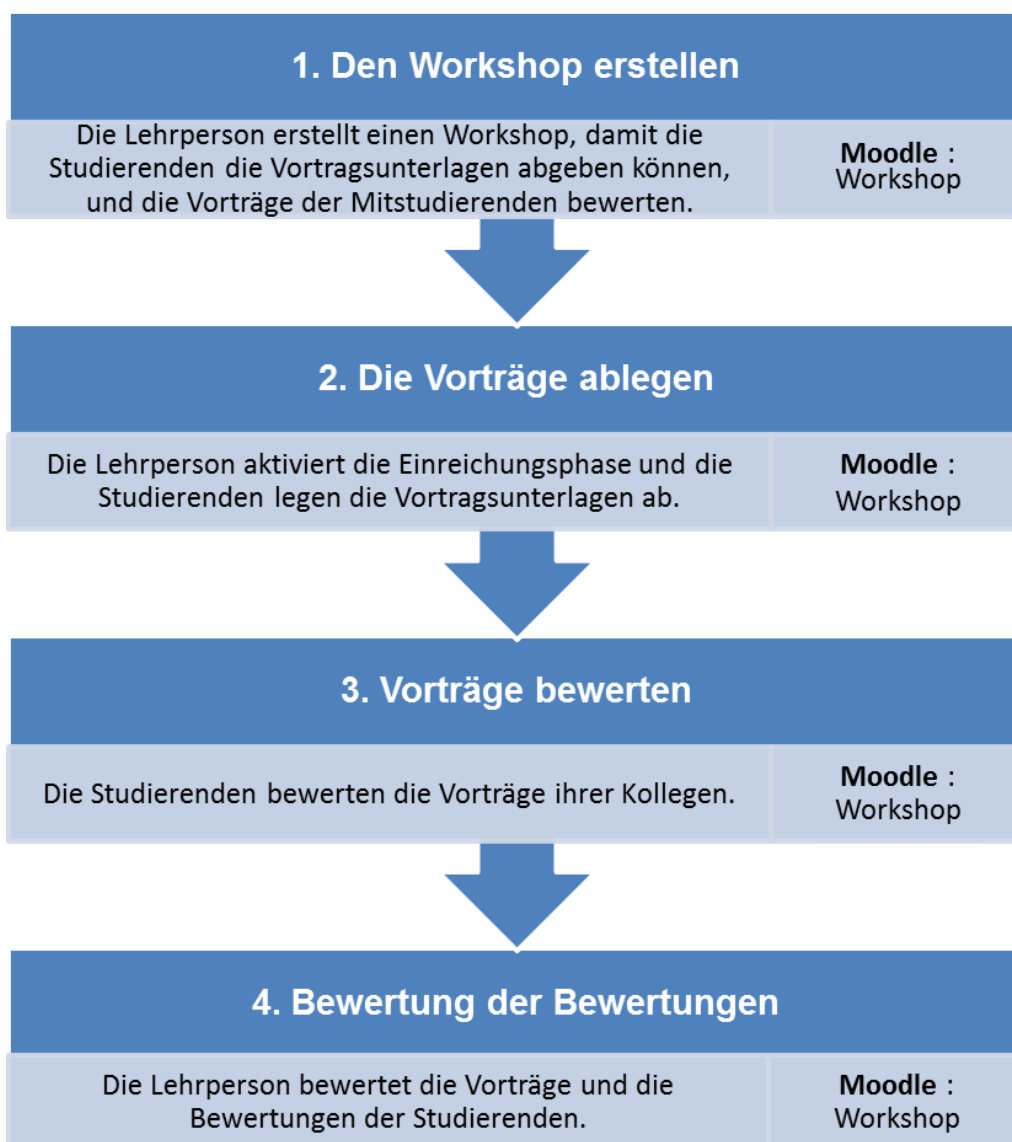 1. Den Workshop erstellen
Die Lehrperson erstellt einen Workshop, damit die
Studierenden die Vortragsunterlagen abgeben können,
und die Vorträge der Mitstudierenden bewerten.
Moodle :
Workshop
2. Die Vorträge ablegen
Die Lehrperson aktiviert die Einreichungsphase und die
Studierenden legen die Vortragsunterlagen ab.
Moodle :
Workshop
3. Vorträge bewerten
Die Studierenden bewerten die Vorträge ihrer Kollegen.
Moodle :
Workshop
4. Bewertung der Bewertungen
Die Lehrperson bewertet die Vorträge und die
Bewertungen der Studierenden.
Moodle :
Workshop